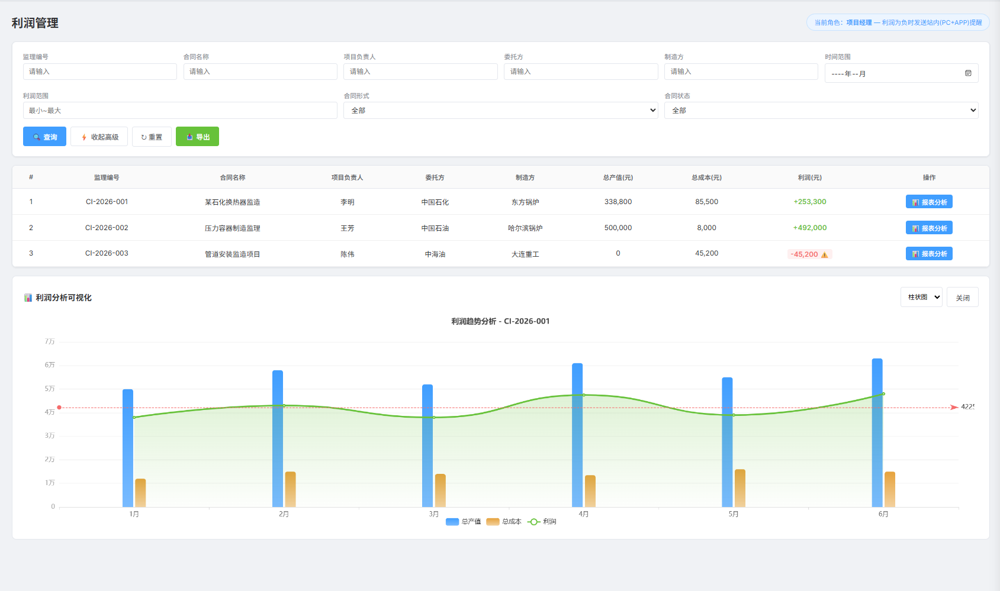 利润管理
当前角色：项目经理 — 利润为负时发送站内(PC+APP)提醒
监理编号 合同名称 项目负责人 委托方 制造方 时间范围
请输入 请输入 请输入 请输入 请输入 ----年--月
利润范围 合同形式 合同状态
最小~最大 全部 全部
查询 收起高级 ↻ 重置 导出
# 监理编号 合同名称 项目负责人 委托方 制造方 总产值(元) 总成本(元) 利润(元) 操作
1 CI-2026-001 某石化换热器监造 李明 中国石化 东方锅炉 338,800 85,500 +253,300 报表分析
2 CI-2026-002 压力容器制造监理 王芳 中国石油 哈尔滨锅炉 500,000 8,000 +492,000 报表分析
3 CI-2026-003 管道安装监造项目 陈伟 中海油 大连重工 0 45,200 -45,200 报表分析
利润分析可视化 柱状图 关闭
利润趋势分析 - CI-2026-001
7万
6万
5万
4万
3万
2万
1万
0
1月 2月 3月 4月 5月 6月
总产值 总成本 利润